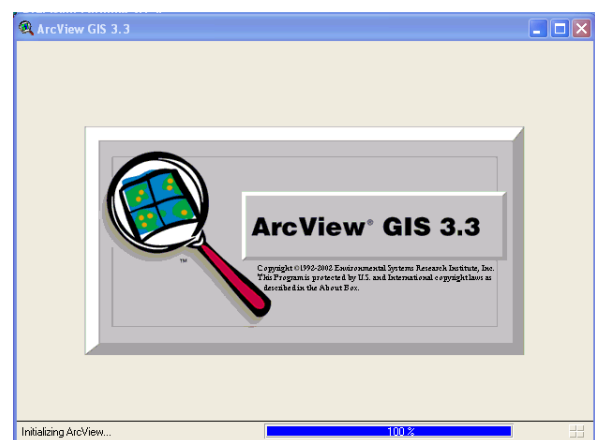 ArcView GIS 3.3
ArcView® GIS 3.3
Copyright ©1992-2002 Environmental Systems Research Institute, Inc.
This Program is protected by U.S. and International copyright laws as
described in the About Box.
TM
Initializing ArcView...
100 %